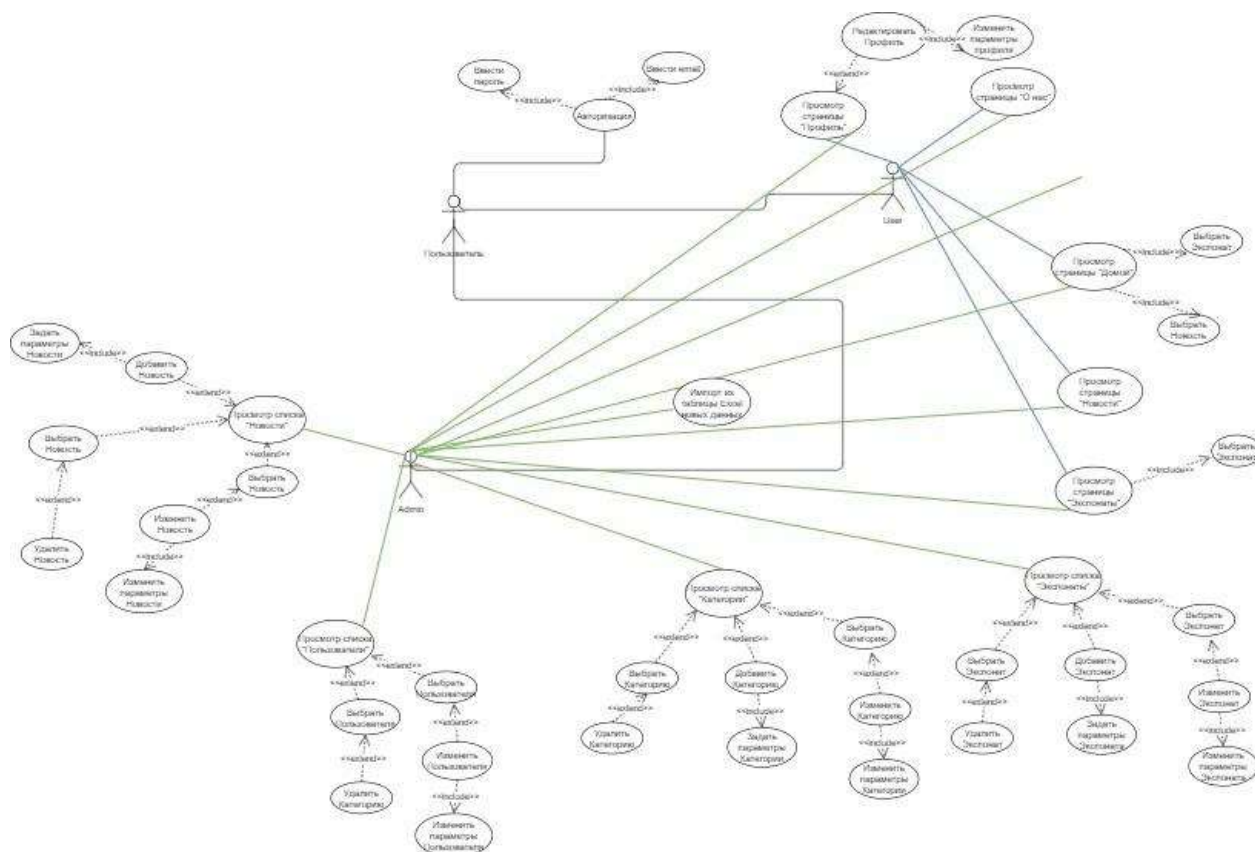 Редактировать
Профиль
<<include>>
Изменить
параметры
профиля
<<extend>>
Просмотр
страницы
"Профиль"
Просмотр
страницы "О нас"
Ввести
пароль
<<include>>
Ввести email
<<include>>
Авторизация
Пользователь
User
Просмотр
страницы "Домой"
<<include>>
Выбрать
Экспонат
<<include>>
Выбрать
Новость
Просмотр
страницы
"Новости"
Просмотр
страницы
"Экспонаты"
<<include>>
Выбрать
Экспонат
Импорт их
таблицы Excel
новых данных
Admin
Задать
параметры
Новости
<<include>>
Добавить
Новость
<<extend>>
Просмотр списка
"Новости"
<<extend>>
Выбрать
Новость
<<extend>>
Удалить
Новость
<<extend>>
Выбрать
Новость
<<extend>>
Изменить
Новость
<<include>>
Изменить
параметры
Новости
Просмотр списка
"Пользователи"
<<extend>>
Выбрать
Пользователя
<<extend>>
Удалить
Категорию
<<extend>>
Выбрать
Пользователя
<<extend>>
Изменить
Пользователя
<<include>>
Изменить
параметры
Пользователя
Просмотр списка
"Категории"
<<extend>>
Выбрать
Категорию
<<extend>>
Удалить
Категорию
<<extend>>
Добавить
Категорию
<<include>>
Задать
параметры
Категории
<<extend>>
Выбрать
Категорию
<<extend>>
Изменить
Категорию
<<include>>
Изменить
параметры
Категории
Просмотр списка
"Экспонаты"
<<extend>>
Выбрать
Экспонат
<<extend>>
Удалить
Экспонат
<<extend>>
Добавить
Экспонат
<<include>>
Задать
параметры
Экспоната
<<extend>>
Выбрать
Экспонат
<<extend>>
Изменить
Экспонат
<<include>>
Изменить
параметры
Экспонать